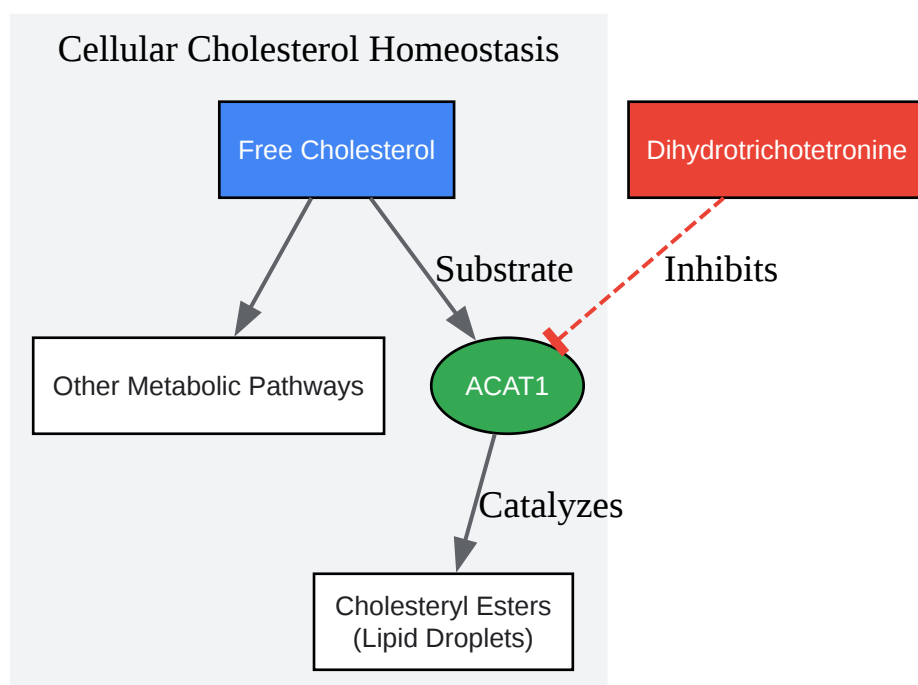 Cellular Cholesterol Homeostasis
Free Cholesterol
Dihydrotrichotetronine
Substrate
Inhibits
Other Metabolic Pathways
ACAT1
Catalyzes
Cholesteryl Esters
(Lipid Droplets)